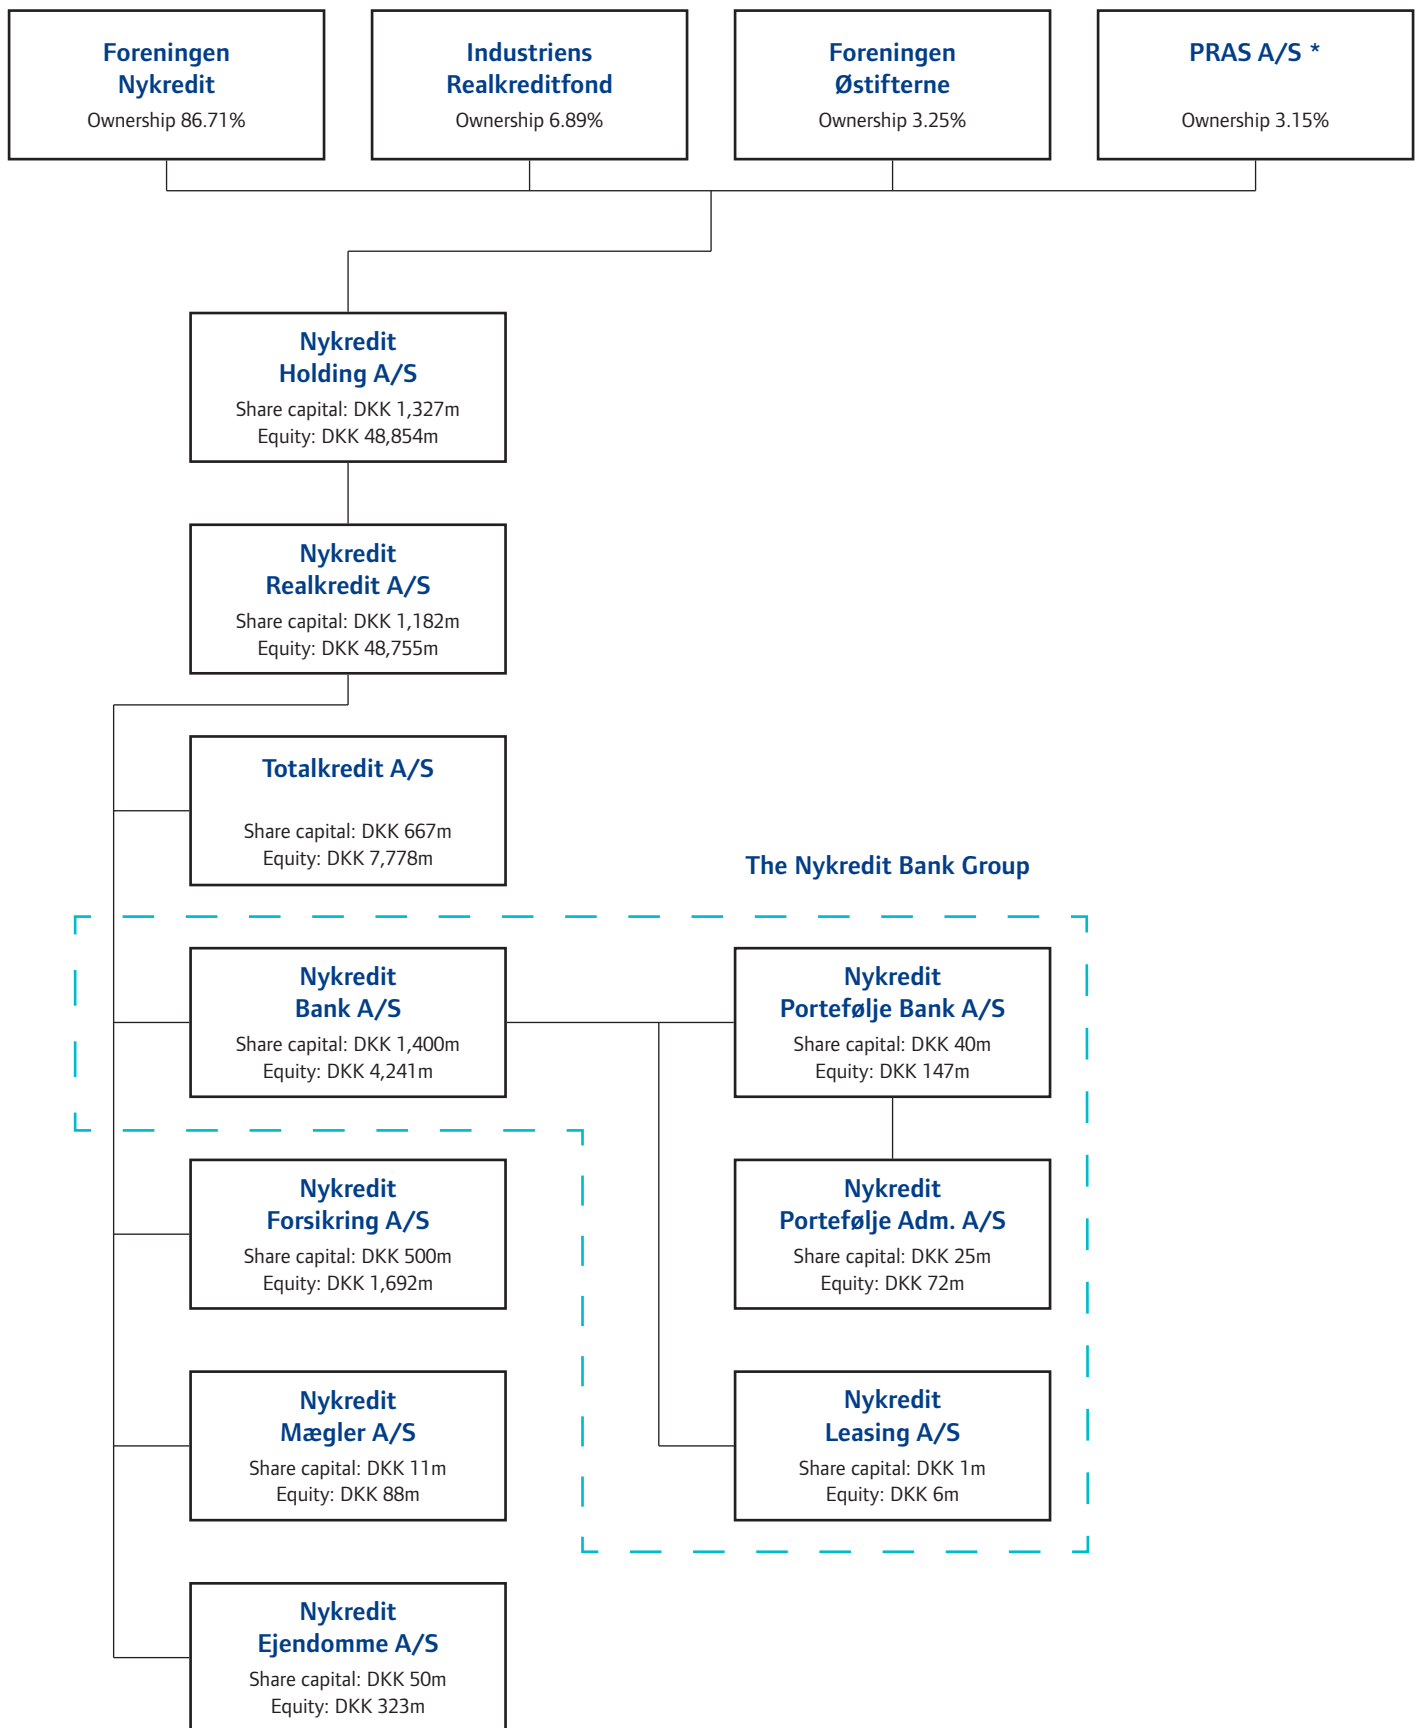 Foreningen
Nykredit
Ownership 86.71%
Industriens
Realkreditfond
Ownership 6.89%
Foreningen
Østifterne
Ownership 3.25%
PRAS A/S *
Ownership 3.15%
Nykredit
Holding A/S
Share capital: DKK 1,327m
Equity: DKK 48,854m
Nykredit
Realkredit A/S
Share capital: DKK 1,182m
Equity: DKK 48,755m
Totalkredit A/S
Share capital: DKK 667m
Equity: DKK 7,778m
The Nykredit Bank Group
Nykredit
Bank A/S
Share capital: DKK 1,400m
Equity: DKK 4,241m
Nykredit
Portefølje Bank A/S
Share capital: DKK 40m
Equity: DKK 147m
Nykredit
Forsikring A/S
Share capital: DKK 500m
Equity: DKK 1,692m
Nykredit
Portefølje Adm. A/S
Share capital: DKK 25m
Equity: DKK 72m
Nykredit
Mægler A/S
Share capital: DKK 11m
Equity: DKK 88m
Nykredit
Leasing A/S
Share capital: DKK 1m
Equity: DKK 6m
Nykredit
Ejendomme A/S
Share capital: DKK 50m
Equity: DKK 323m